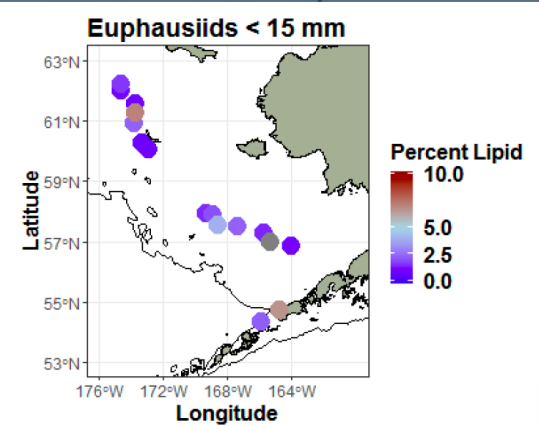 Euphausiids < 15 mm
63°N
61°N
59°N
57°N
55°N
53°N
Latitude
176°W 172°W 168°W 164°W
Longitude
Percent Lipid
10.0
5.0
2.5
0.0